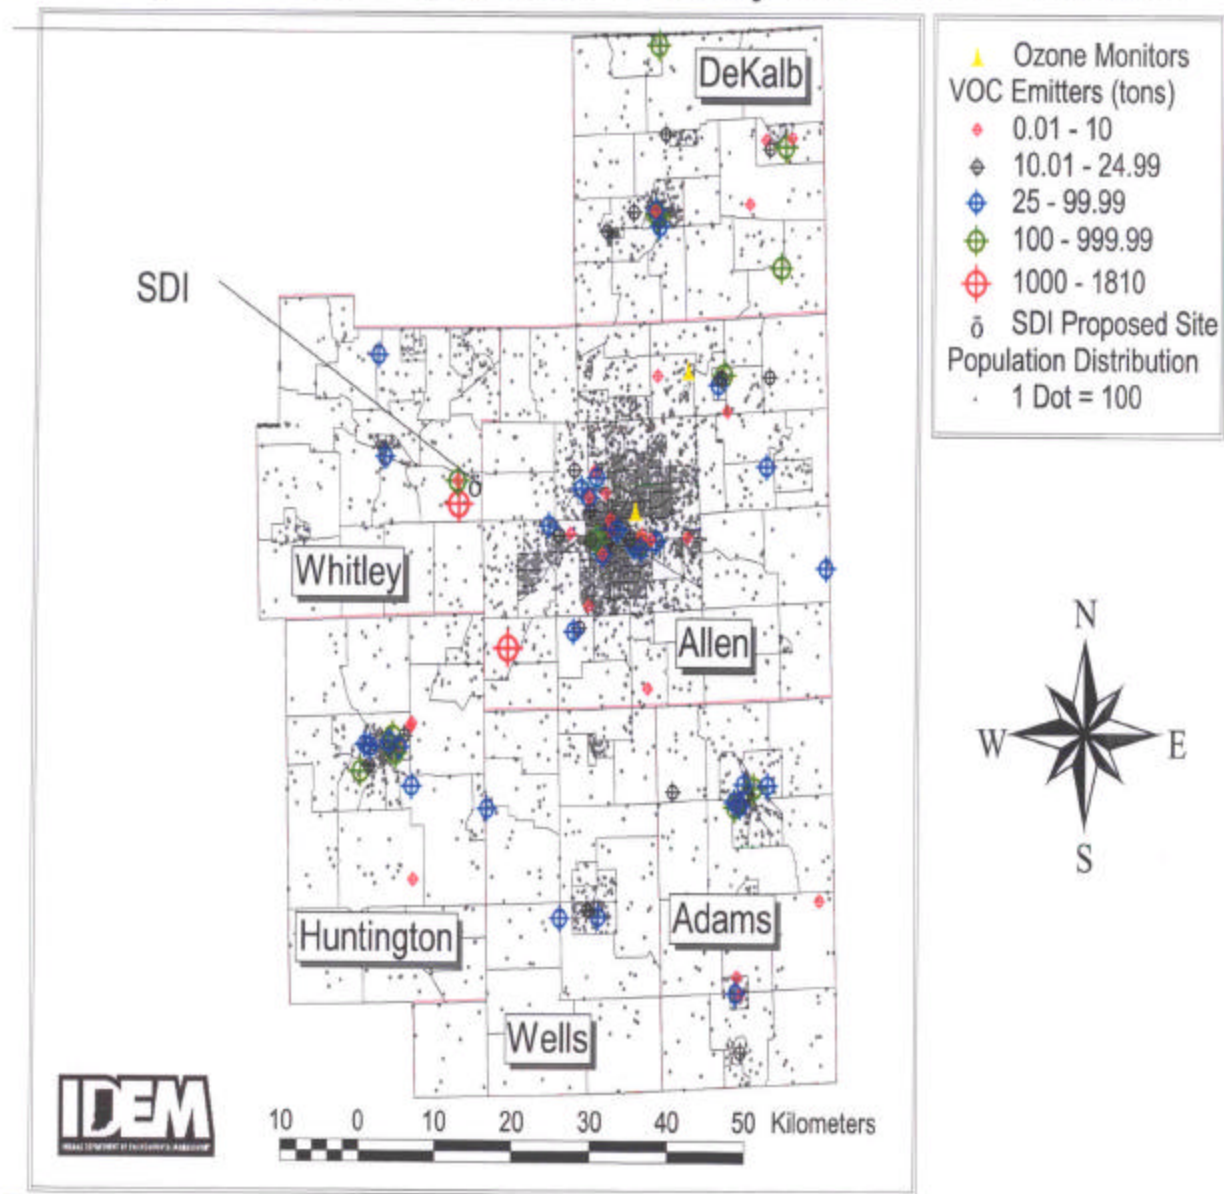 DeKalb
SDI
Whitley
Allen
Huntington
Adams
Wells
IDEM
10 0 10 20 30 40 50 Kilometers
Ozone Monitors
VOC Emitters (tons)
0.01 - 10
10.01 - 24.99
25 - 99.99
100 - 999.99
1000 - 1810
ö SDI Proposed Site
Population Distribution
1 Dot = 100
N
W E
S